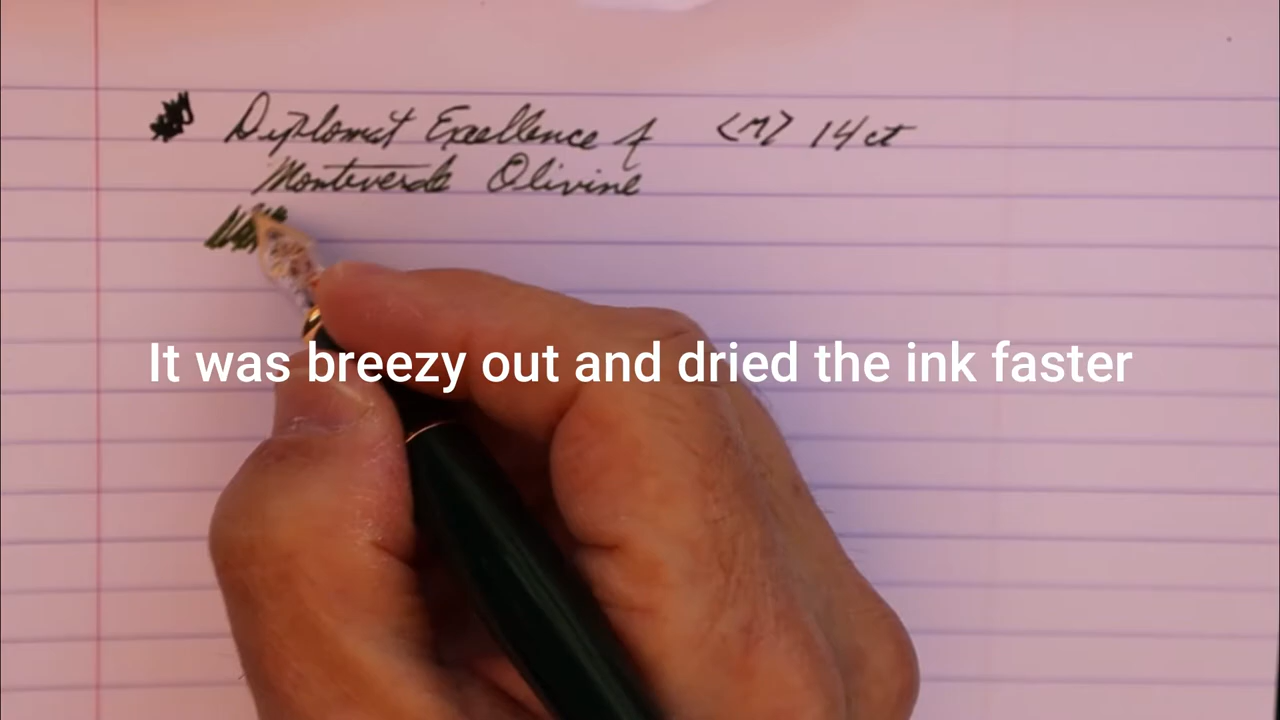 Diplomat Excellence A <M> 14ct
Monteverde Olivine
It was breezy out and dried the ink faster